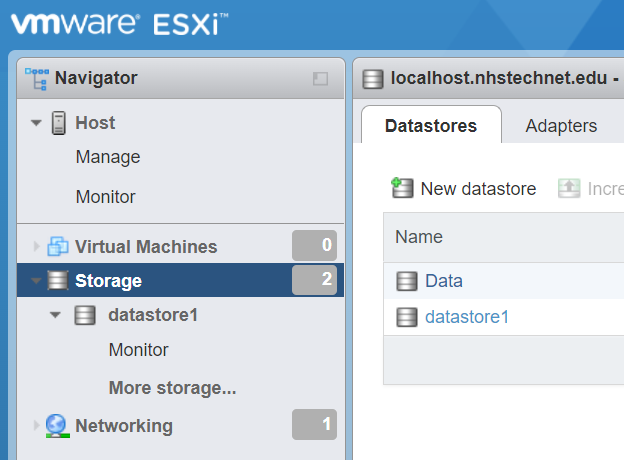 vmware® ESXi™
Navigator
Host
Manage
Monitor
Virtual Machines 0
Storage 2
datastore1
Monitor
More storage...
Networking 1
localhost.nhstechnet.edu -
Datastores Adapters
New datastore Incre
Name
Data
datastore1